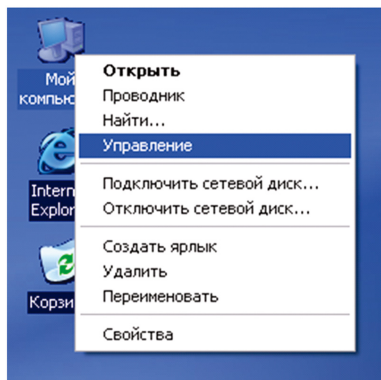 Мой
компью
Открыть
Проводник
Найти...
Управление
Подключить сетевой диск...
Отключить сетевой диск...
Создать ярлык
Удалить
Переименовать
Свойства
Intern
Explor
Корзи